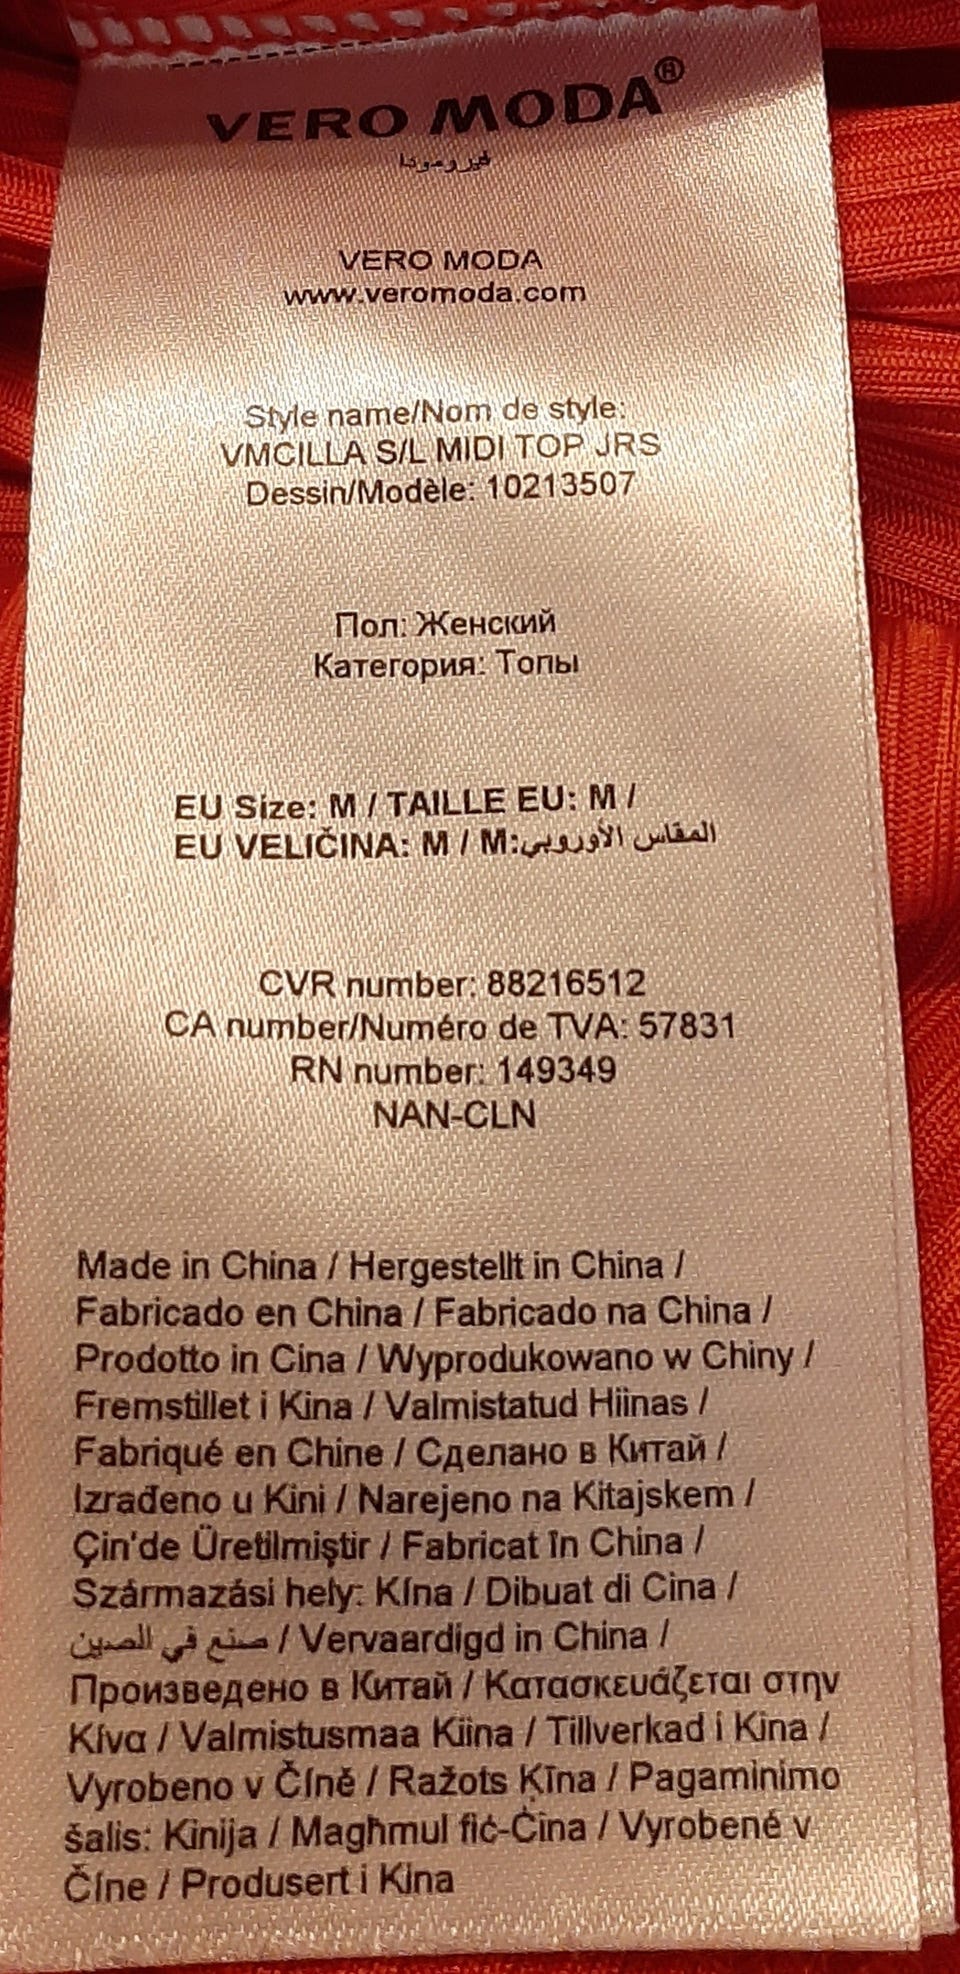 VERO MODA®
فيرومودا
VERO MODA
www.veromoda.com
Style name/Nom de style:
VMCILLA S/L MIDI TOP JRS
Dessin/Modèle: 10213507
Пол: Женский
Категория: Топы
EU Size: M / TAILLE EU: M /
EU VELIČINA: M / M:المقاس الأوروبي
CVR number: 88216512
CA number/Numéro de TVA: 57831
RN number: 149349
NAN-CLN
Made in China / Hergestellt in China /
Fabricado en China / Fabricado na China /
Prodotto in Cina / Wyprodukowano w Chiny /
Fremstillet i Kina / Valmistatud Hiinas /
Fabriqué en Chine / Сделано в Китай /
Izrađeno u Kini / Narejeno na Kitajskem /
Çin'de Üretilmiştir / Fabricat în China /
Származási hely: Kína / Dibuat di Cina /
صنع في الصين / Vervaardigd in China /
Произведено в Китай / Κατασκευάζεται στην
Κίνα / Valmistusmaa Kiina / Tillverkad i Kina /
Vyrobeno v Číně / Ražots Ķīna / Pagaminimo
šalis: Kinija / Magħmul fiċ-Ċina / Vyrobené v
Číne / Produsert i Kina